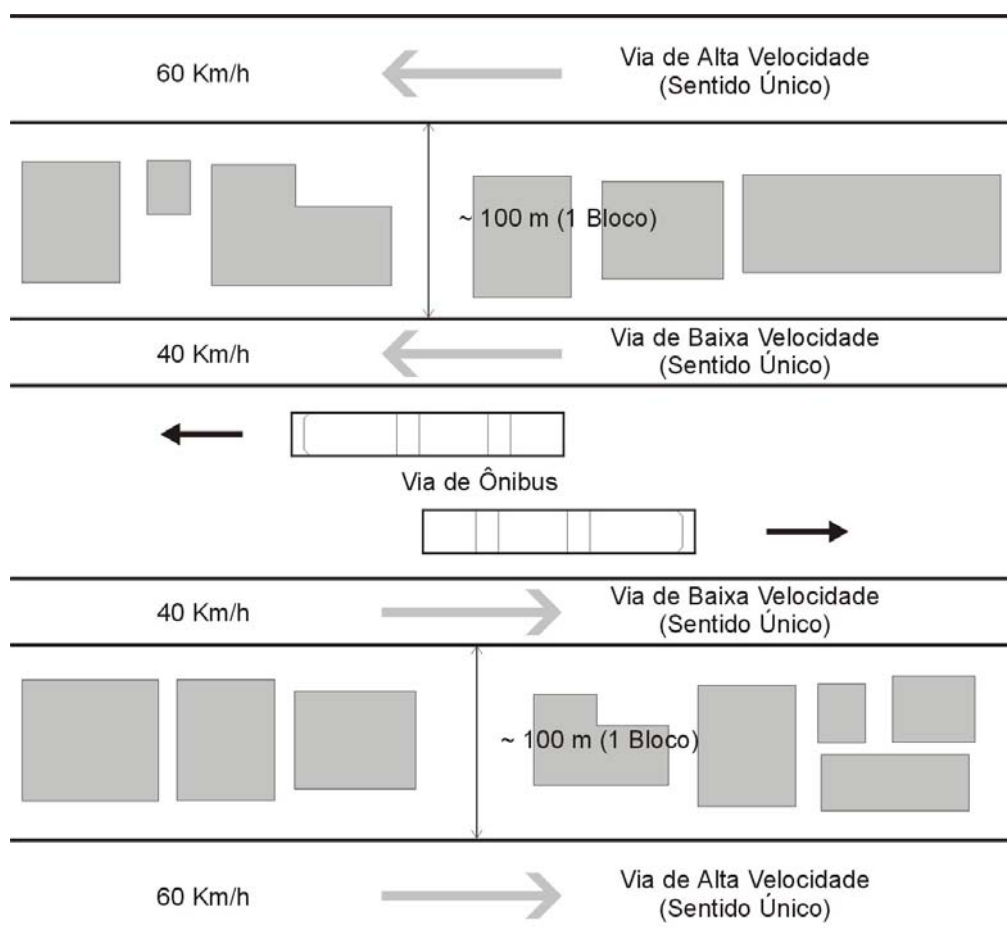 60 Km/h
Via de Alta Velocidade
(Sentido Único)
~ 100 m (1 Bloco)
40 Km/h
Via de Baixa Velocidade
(Sentido Único)
Via de Ônibus
40 Km/h
Via de Baixa Velocidade
(Sentido Único)
~ 100 m (1 Bloco)
60 Km/h
Via de Alta Velocidade
(Sentido Único)